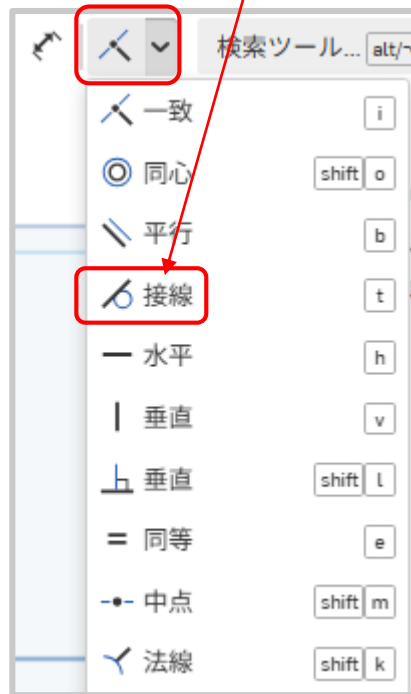 検索ツール... alt/
一致 i
同心 shift o
平行 b
接線 t
水平 h
垂直 v
垂直 shift l
同等 e
中点 shift m
法線 shift k